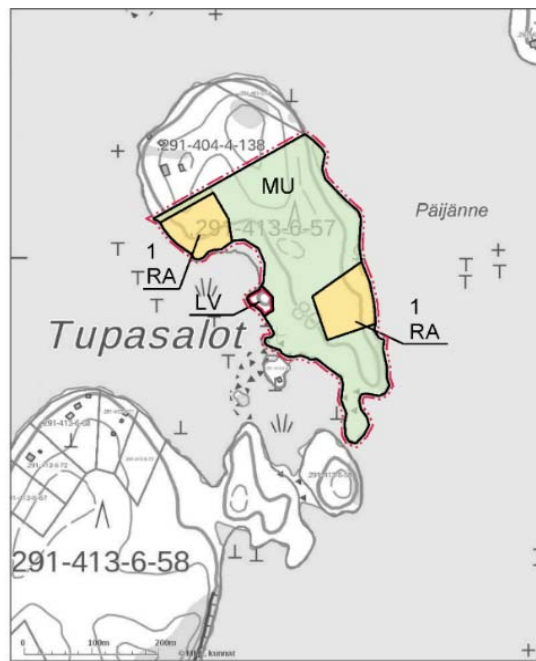 291-404-4-138
MU
291-413-6-57
Päijänne
1
RA
LV
1
RA
Tupasalot
291-413-6-58
0 100m 200m